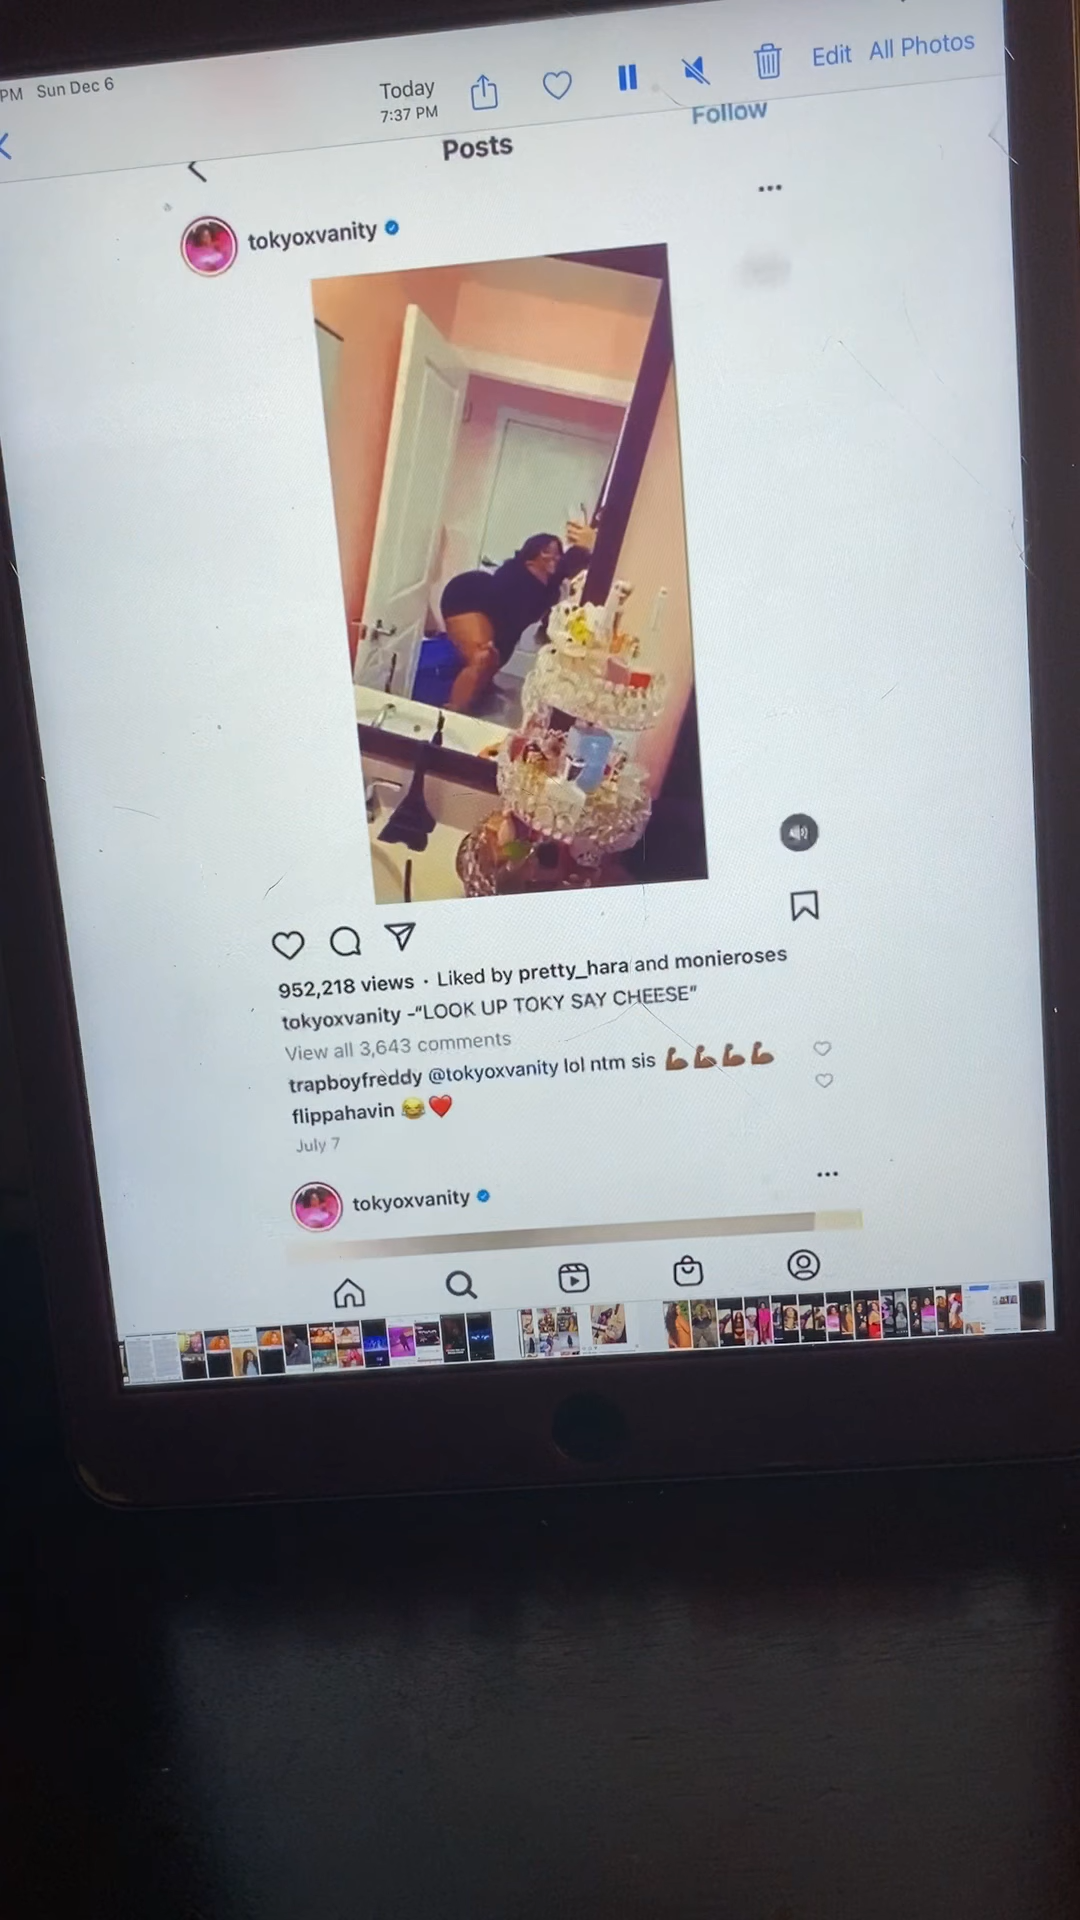 PM Sun Dec 6
Today
7:37 PM
Edit All Photos
Follow
Posts
tokyoxvanity
952,218 views · Liked by pretty_hara and monieroses
tokyoxvanity -"LOOK UP TOKY SAY CHEESE"
View all 3,643 comments
trapboyfreddy @tokyoxvanity lol ntm sis 💪🏾💪🏾💪🏾💪🏾
flippahavin 😂❤️
July 7
tokyoxvanity